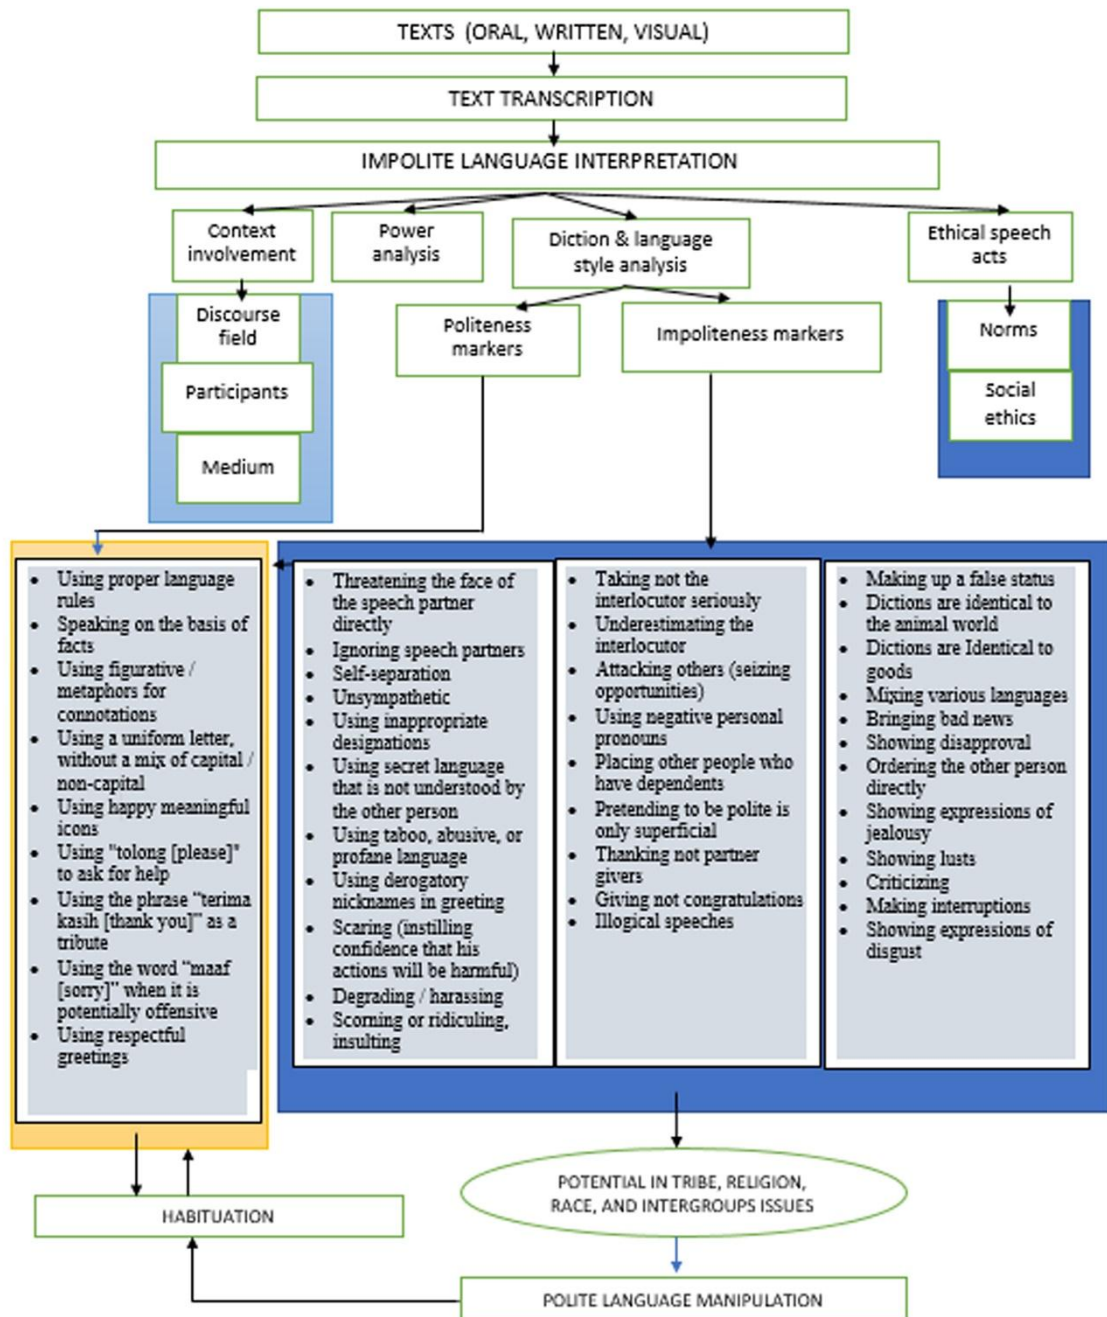 TEXTS (ORAL, WRITTEN, VISUAL)
TEXT TRANSCRIPTION
IMPOLITE LANGUAGE INTERPRETATION
Context
involvement
Power
analysis
Diction & language
style analysis
Ethical speech
acts
Discourse
field
Participants
Medium
Politeness
markers
Impoliteness markers
Norms
Social
ethics
• Using proper language
rules
• Speaking on the basis of
facts
• Using figurative /
metaphors for
connotations
• Using a uniform letter,
without a mix of capital /
non-capital
• Using happy meaningful
icons
• Using "tolong [please]"
to ask for help
• Using the phrase “terima
kasih [thank you]” as a
tribute
• Using the word “maaf
[sorry]” when it is
potentially offensive
• Using respectful
greetings
• Threatening the face of
the speech partner
directly
• Ignoring speech partners
• Self-separation
• Unsympathetic
• Using inappropriate
designations
• Using secret language
that is not understood by
the other person
• Using taboo, abusive, or
profane language
• Using derogatory
nicknames in greeting
• Scaring (instilling
confidence that his
actions will be harmful)
• Degrading / harassing
• Scorning or ridiculing,
insulting
• Taking not the
interlocutor seriously
• Underestimating the
interlocutor
• Attacking others (seizing
opportunities)
• Using negative personal
pronouns
• Placing other people who
have dependents
• Pretending to be polite is
only superficial
• Thanking not partner
givers
• Giving not congratulations
• Illogical speeches
• Making up a false status
• Dictions are identical to
the animal world
• Dictions are Identical to
goods
• Mixing various languages
• Bringing bad news
• Showing disapproval
• Ordering the other person
directly
• Showing expressions of
jealousy
• Showing lusts
• Criticizing
• Making interruptions
• Showing expressions of
disgust
POTENTIAL IN TRIBE, RELIGION,
RACE, AND INTERGROUPS ISSUES
HABITUATION
POLITE LANGUAGE MANIPULATION